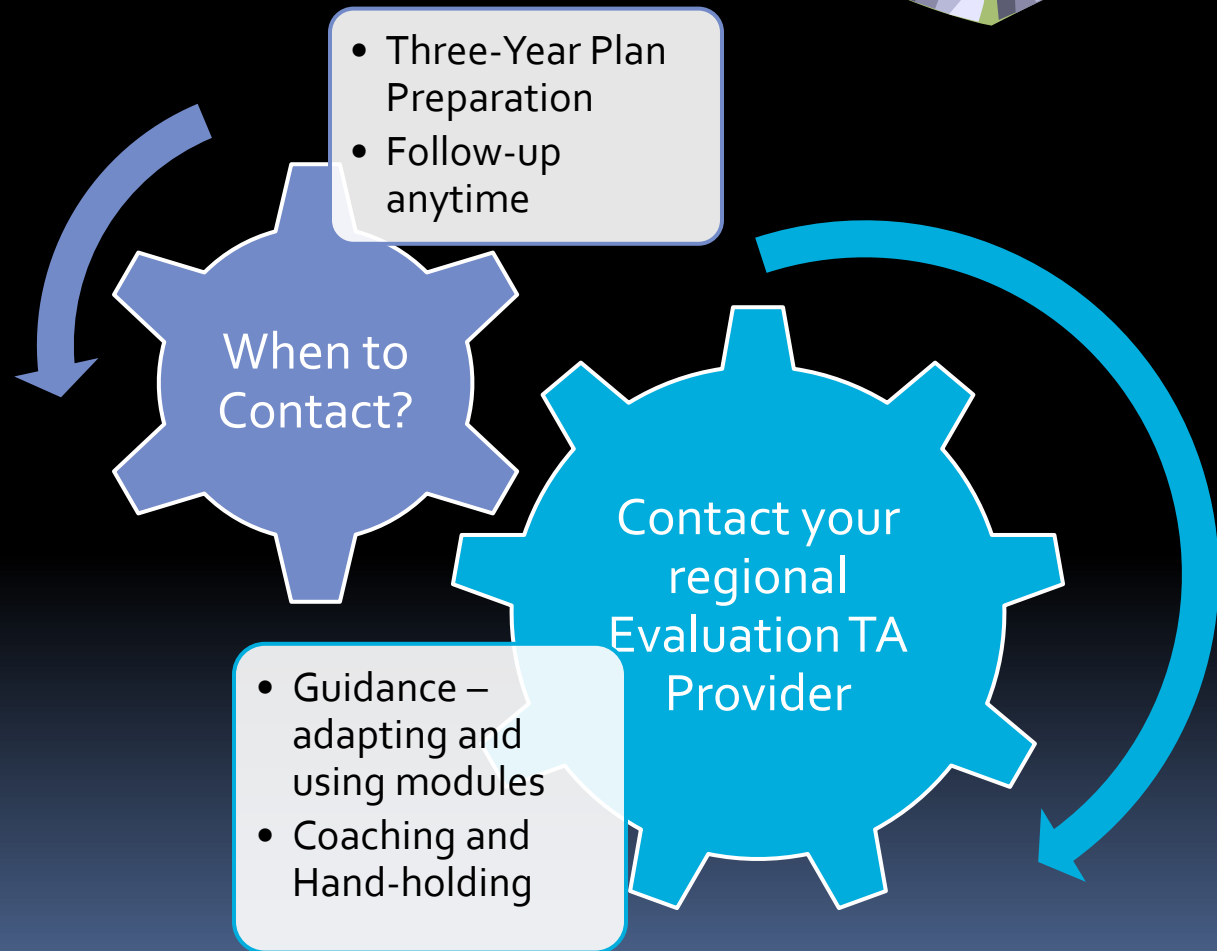 • Three-Year Plan
Preparation
• Follow-up
anytime
When to
Contact?
Contact your
regional
Evaluation TA
Provider
• Guidance –
adapting and
using modules
• Coaching and
Hand-holding